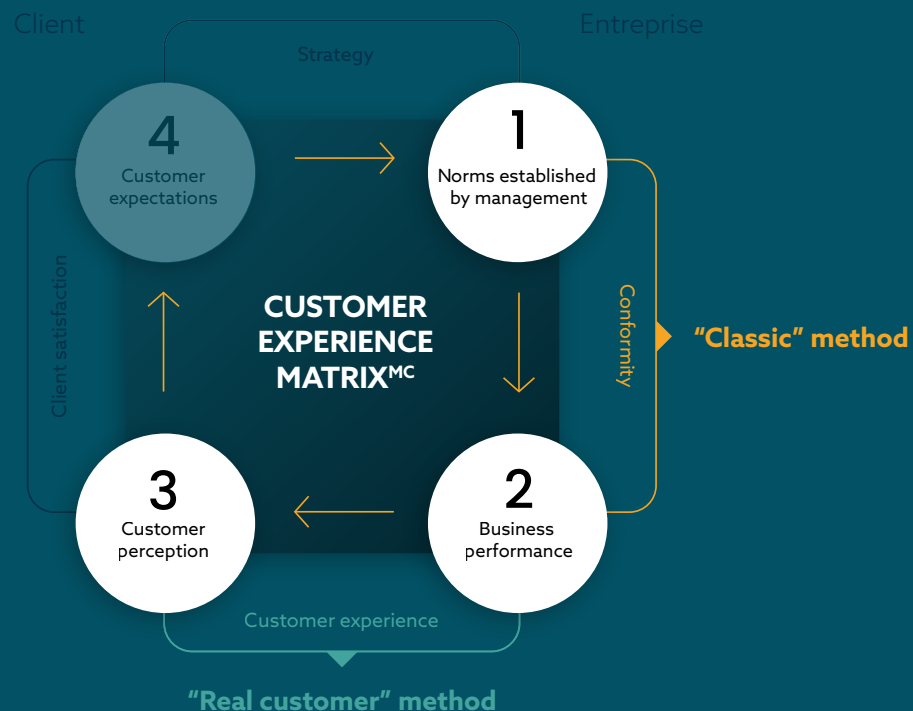 Client
Entreprise
Strategy
4
Customer
expectations
1
Norms established
by management
Client satisfaction
CUSTOMER
EXPERIENCE
MATRIXᴹᶜ
Conformity
“Classic” method
3
Customer
perception
2
Business
performance
Customer experience
“Real customer” method